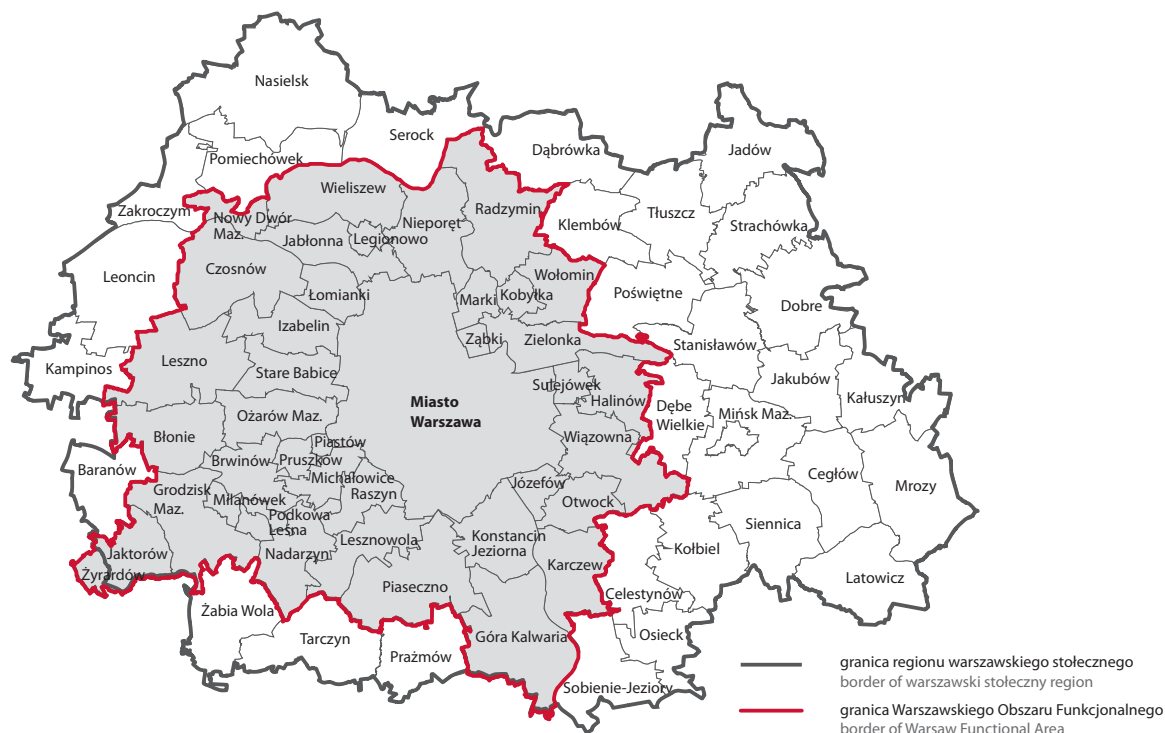 Nasielsk
Serock
Pomiechówek
Dąbrówka
Jadów
Wieliszew
Zakroczym
Nowy Dwór
Maz.
Nieporęt
Radzymin
Klembów
Tłuszcz
Strachówka
Jabłonna
Legionowo
Leoncin
Czosnów
Wołomin
Łomianki
Marki
Kobyłka
Poświętne
Dobre
Izabelin
Ząbki
Zielonka
Stanisławów
Kampinos
Leszno
Stare Babice
Sulejówek
Jakubów
Kałuszyn
Miasto
Warszawa
Halinów
Dębe
Wielkie
Mińsk Maz.
Ożarów Maz.
Błonie
Piastów
Wiązowna
Baranów
Brwinów
Pruszków
Michałowice
Cegłów
Mrozy
Grodzisk
Maz.
Milanówek
Raszyn
Józefów
Otwock
Podkowa
Leśna
Siennica
Jaktorów
Nadarzyn
Lesznowola
Konstancin
Jeziorna
Kołbiel
Żyrardów
Piaseczno
Karczew
Latowicz
Celestynów
Żabia Wola
Tarczyn
Prażmów
Góra Kalwaria
Osieck
Sobienie-Jeziory
granica regionu warszawskiego stołecznego
border of warszawski stołeczny region
granica Warszawskiego Obszaru Funkcjonalnego
border of Warsaw Functional Area